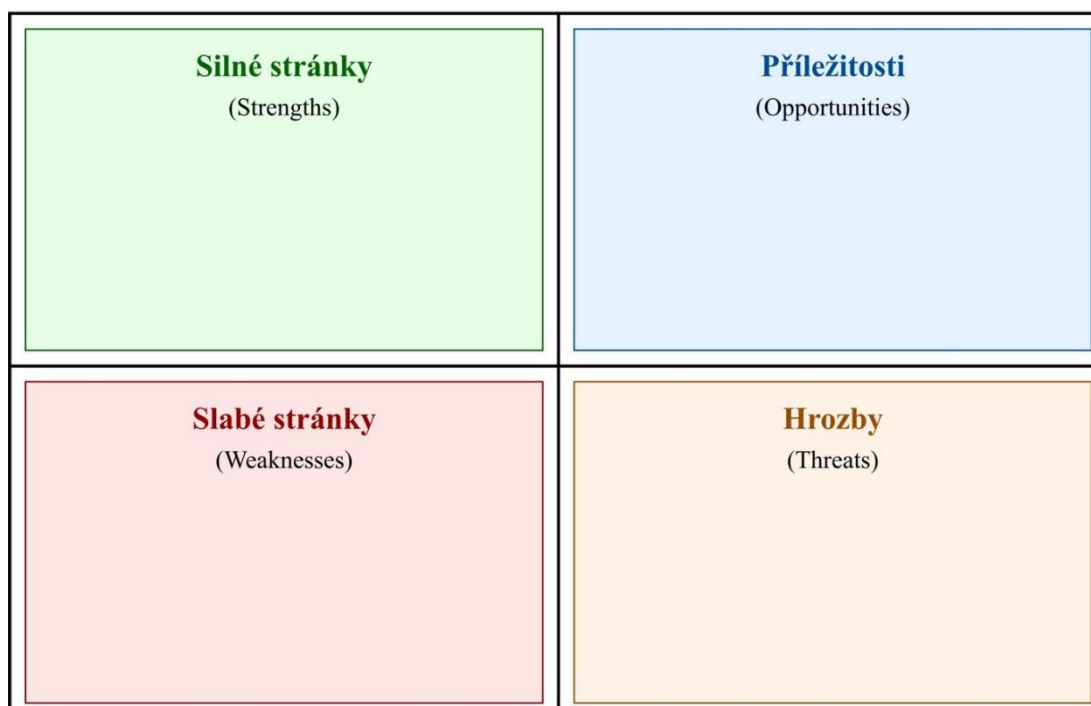 Silné stránky
(Strengths)
Příležitosti
(Opportunities)
Slabé stránky
(Weaknesses)
Hrozby
(Threats)